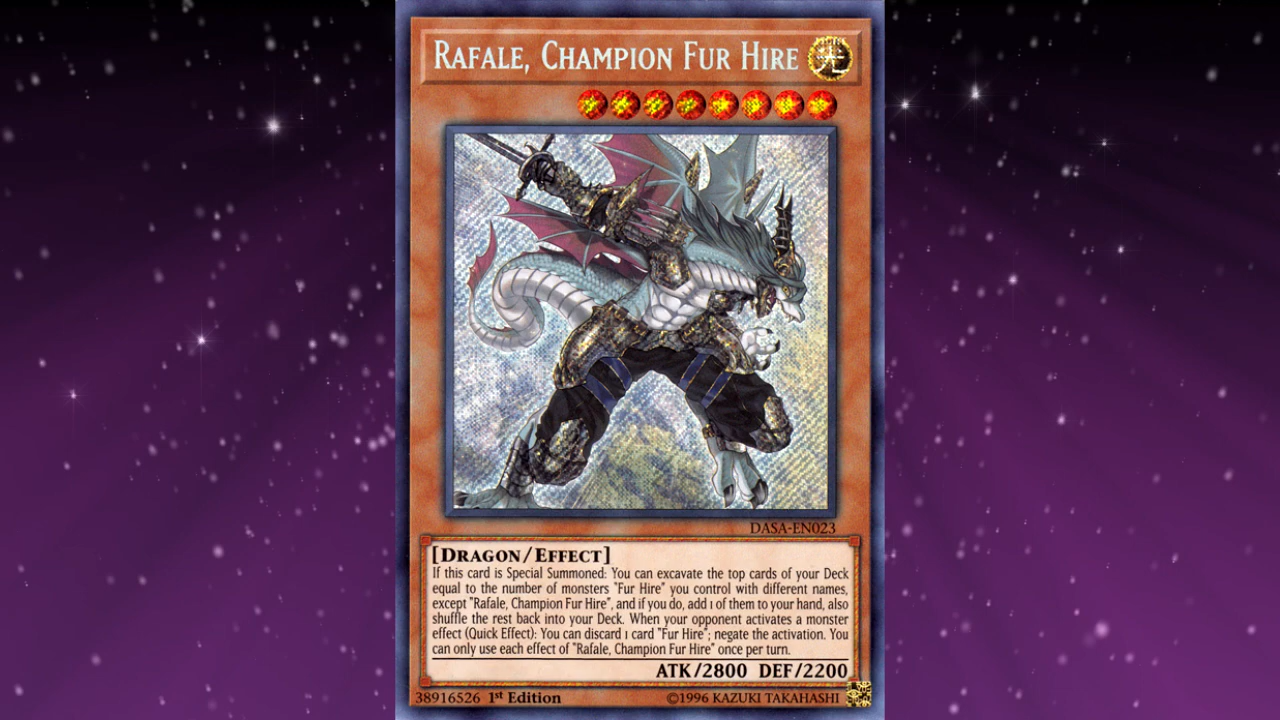 Rafale, Champion Fur Hire 光
DASA-EN023
[Dragon/Effect]
If this card is Special Summoned: You can excavate the top cards of your Deck
equal to the number of monsters "Fur Hire" you control with different names,
except "Rafale, Champion Fur Hire", and if you do, add 1 of them to your hand, also
shuffle the rest back into your Deck. When your opponent activates a monster
effect (Quick Effect): You can discard 1 card "Fur Hire"; negate the activation. You
can only use each effect of "Rafale, Champion Fur Hire" once per turn.
ATK/2800 DEF/2200
38916526 1st Edition ©1996 KAZUKI TAKAHASHI